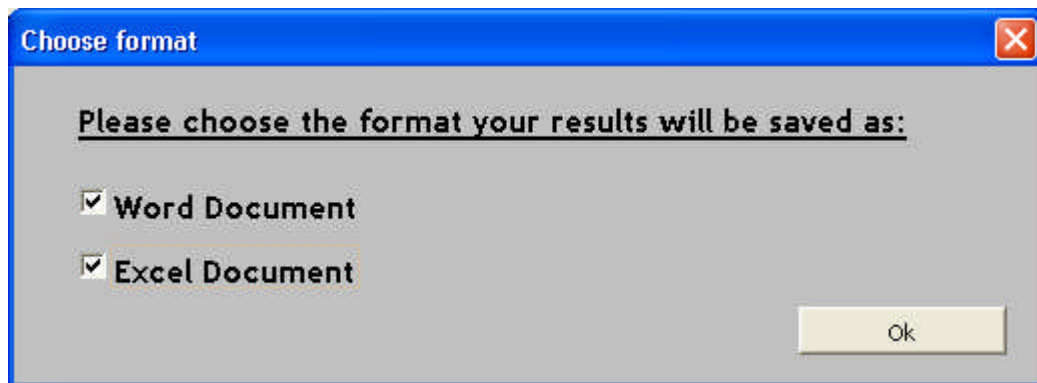 Choose format
Please choose the format your results will be saved as:
Word Document
Excel Document
Ok